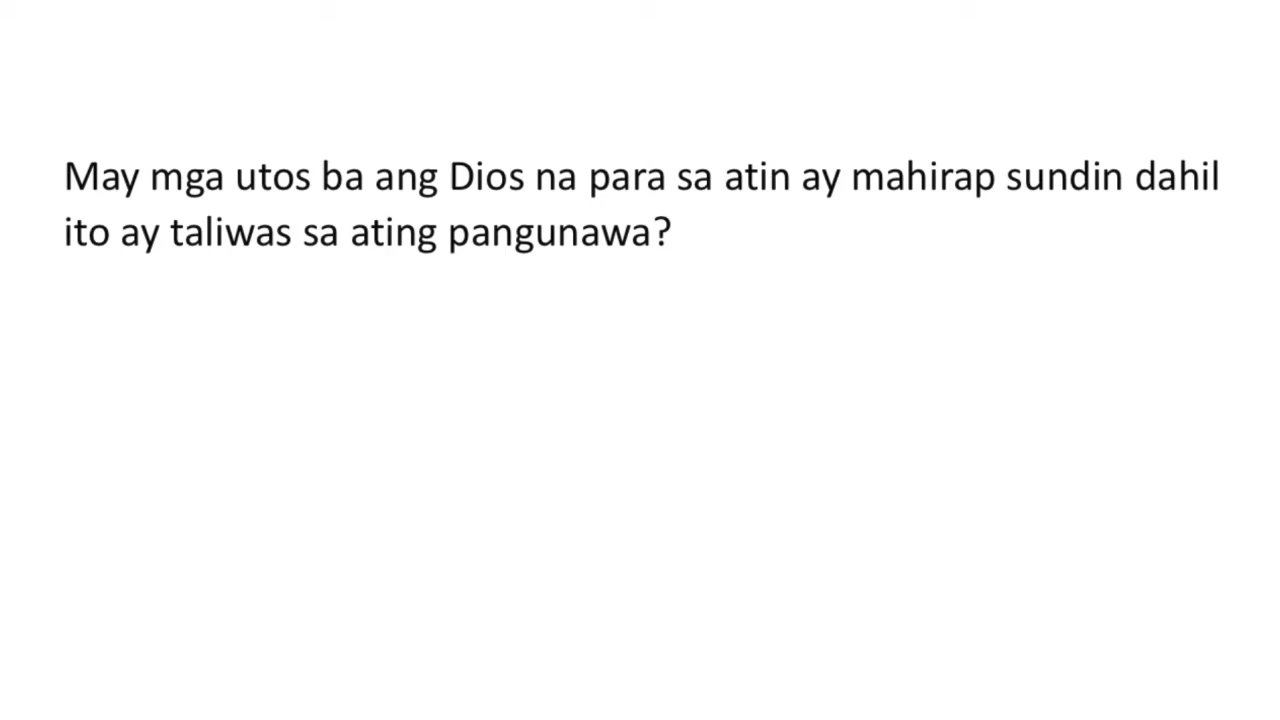 May mga utos ba ang Dios na para sa atin ay mahirap sundin dahil
ito ay taliwas sa ating pangunawa?